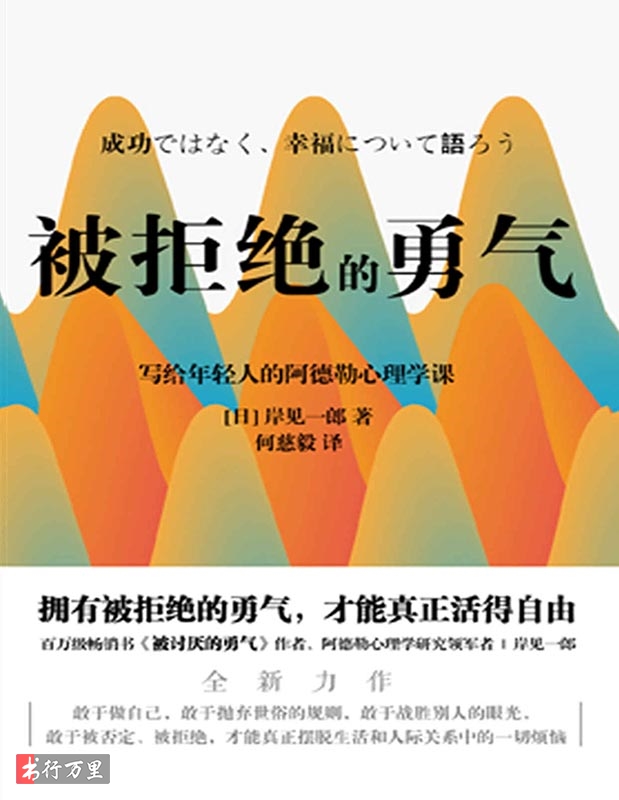 成功ではなく、幸福について語ろう
被拒绝的勇气
写给年轻人的阿德勒心理学课
[日] 岸见一郎 著
何慈毅 译
拥有被拒绝的勇气，才能真正活得自由
百万级畅销书《被讨厌的勇气》作者、阿德勒心理学研究领军者 | 岸见一郎
全新力作
敢于做自己，敢于抛弃世俗的规则，敢于战胜别人的眼光。
敢于被否定、被拒绝，才能真正摆脱生活和人际关系中的一切烦恼
书行万里